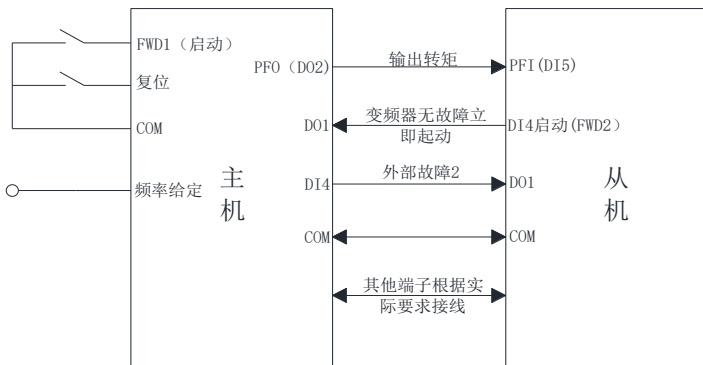 FWD1（启动）
复位
COM
频率给定
主
机
PFO（DO2）
DO1
DI4
COM
输出转矩
变频器无故障立
即起动
外部故障2
其他端子根据实
际要求接线
PFI(DI5)
DI4启动(FWD2）
DO1
COM
从
机